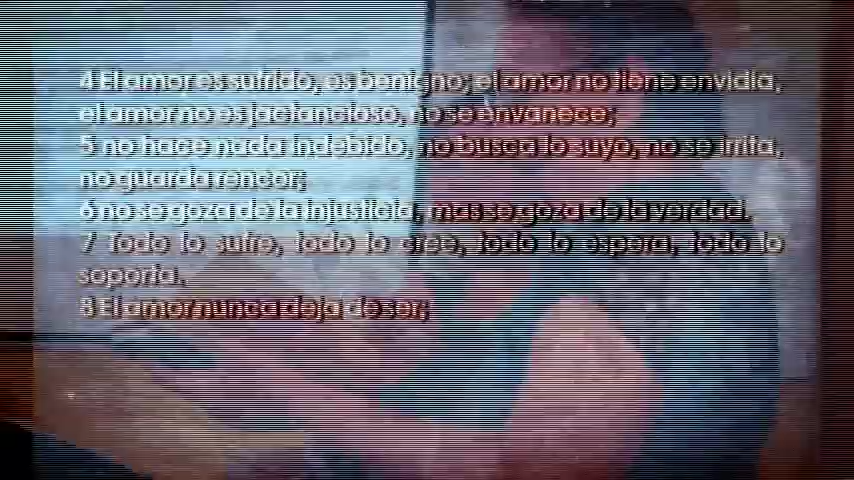 4 El amor es sufrido, es benigno; el amor no tiene envidia,
el amor no es jactancioso, no se envanece;
5 no hace nada indebido, no busca lo suyo, no se irrita,
no guarda rencor;
6 no se goza de la injusticia, mas se goza de la verdad.
7 Todo lo sufre, todo lo cree, todo lo espera, todo lo
soporta.
8 El amor nunca deja de ser;